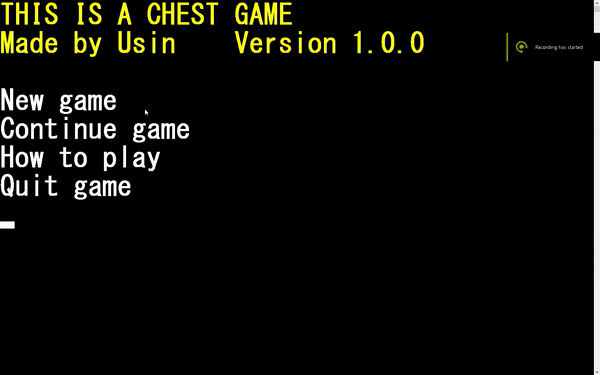 THIS IS A CHEST GAME
Made by Usin    Version 1.0.0
Recording has started
New game
Continue game
How to play
Quit game